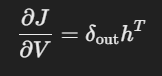 ∂J/∂V = δ_out h^T